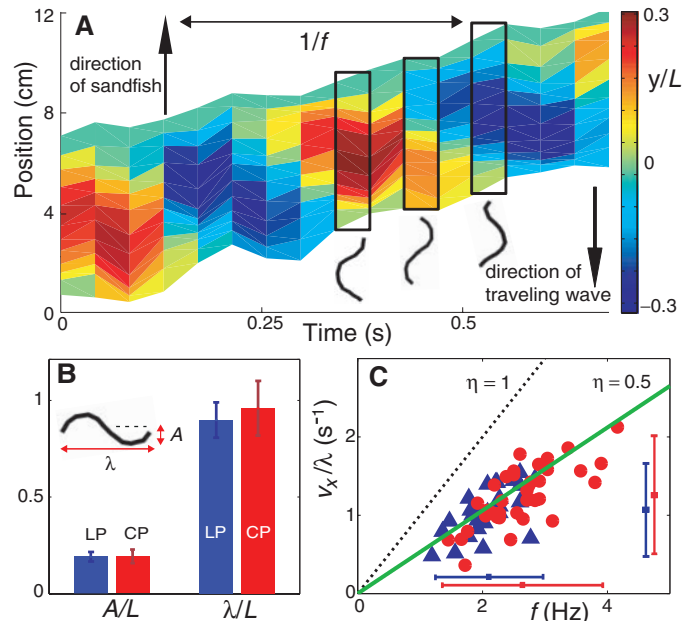 A
direction
of sandfish
1/f
0.3
y/L
0
−0.3
Position (cm)
12
8
4
0
direction of
traveling wave
0
0.25
0.5
Time (s)
B
1
0.5
0
A
λ
LP
CP
LP
CP
A/L
λ/L
C
η = 1
η = 0.5
vx/λ (s⁻¹)
2
1
0
0
2
4
f (Hz)